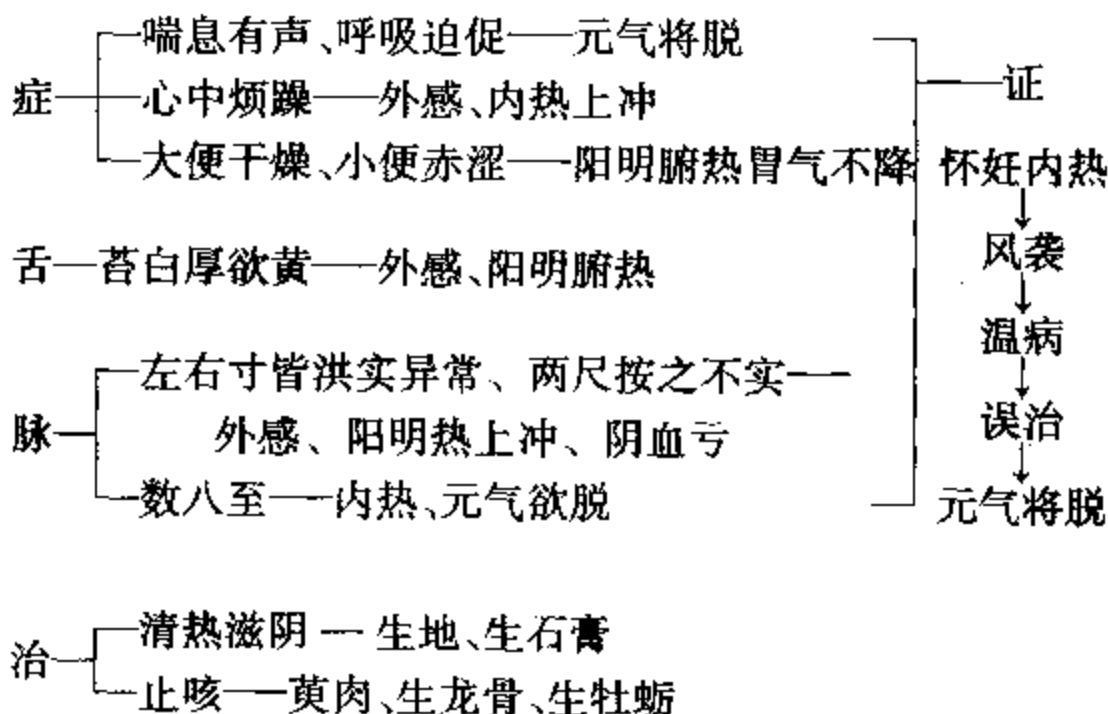 喘息有声、呼吸迫促——元气将脱
症——心中烦躁——外感、内热上冲
证
大便干燥、小便赤涩——阳明腑热胃气不降
怀妊内热
风袭
舌——苔白厚欲黄——外感、阳明腑热
温病
左右寸皆洪实异常、两尺按之不实——
脉
外感、阳明热上冲、阴血亏
误治
数八至——内热、元气欲脱
元气将脱
清热滋阴——生地、生石膏
治
止咳——萸肉、生龙骨、生牡蛎